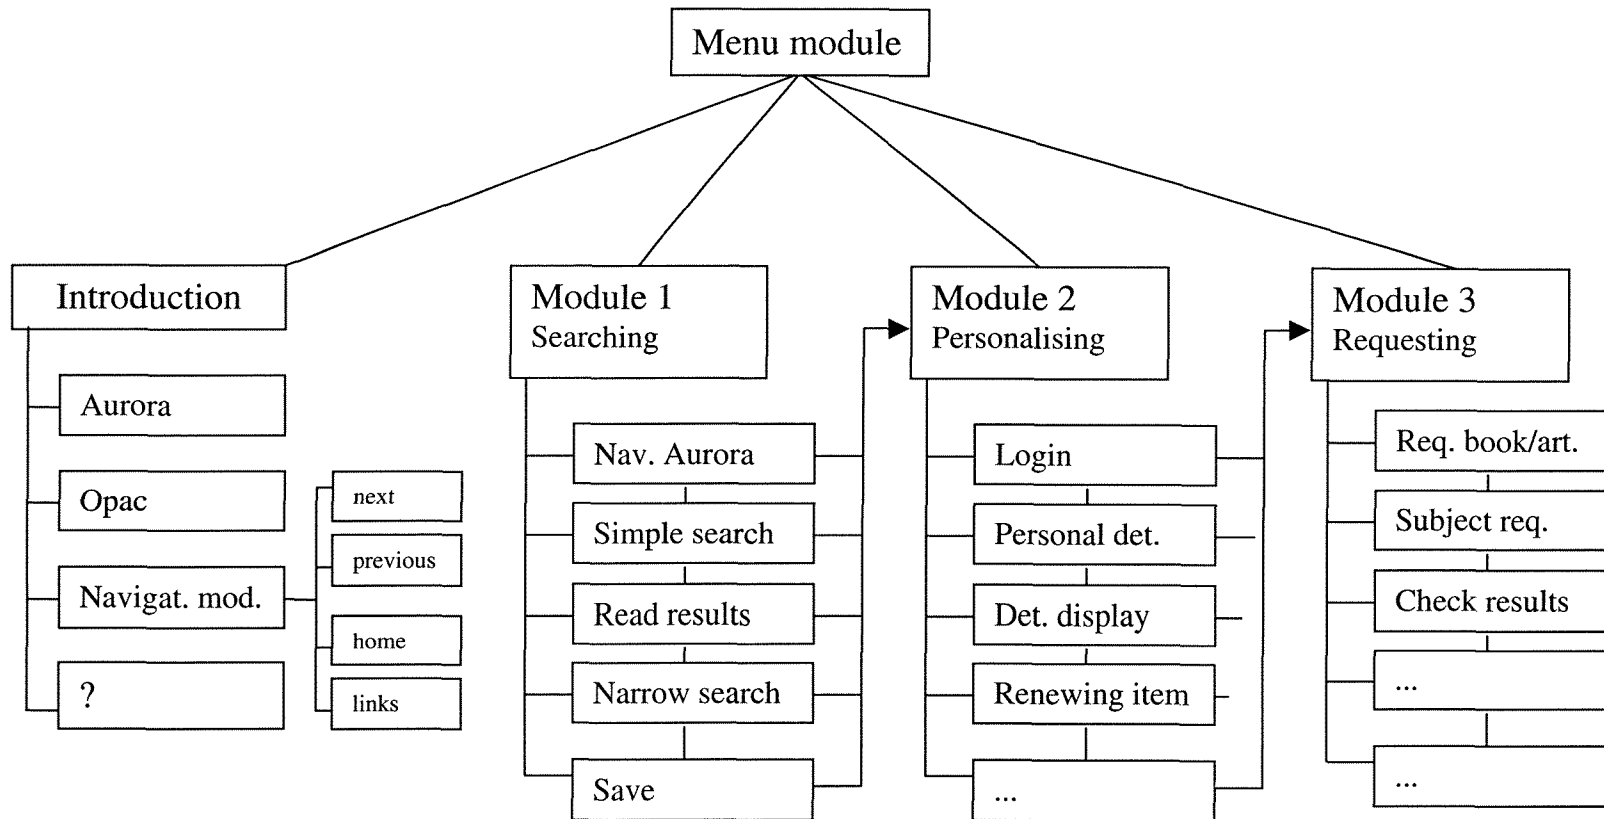 Menu module
Introduction
Aurora
Opac
Navigat. mod.
?
next
previous
home
links
Module 1
Searching
Nav. Aurora
Simple search
Read results
Narrow search
Save
Module 2
Personalising
Login
Personal det.
Det. display
Renewing item
...
Module 3
Requesting
Req. book/art.
Subject req.
Check results
...
...